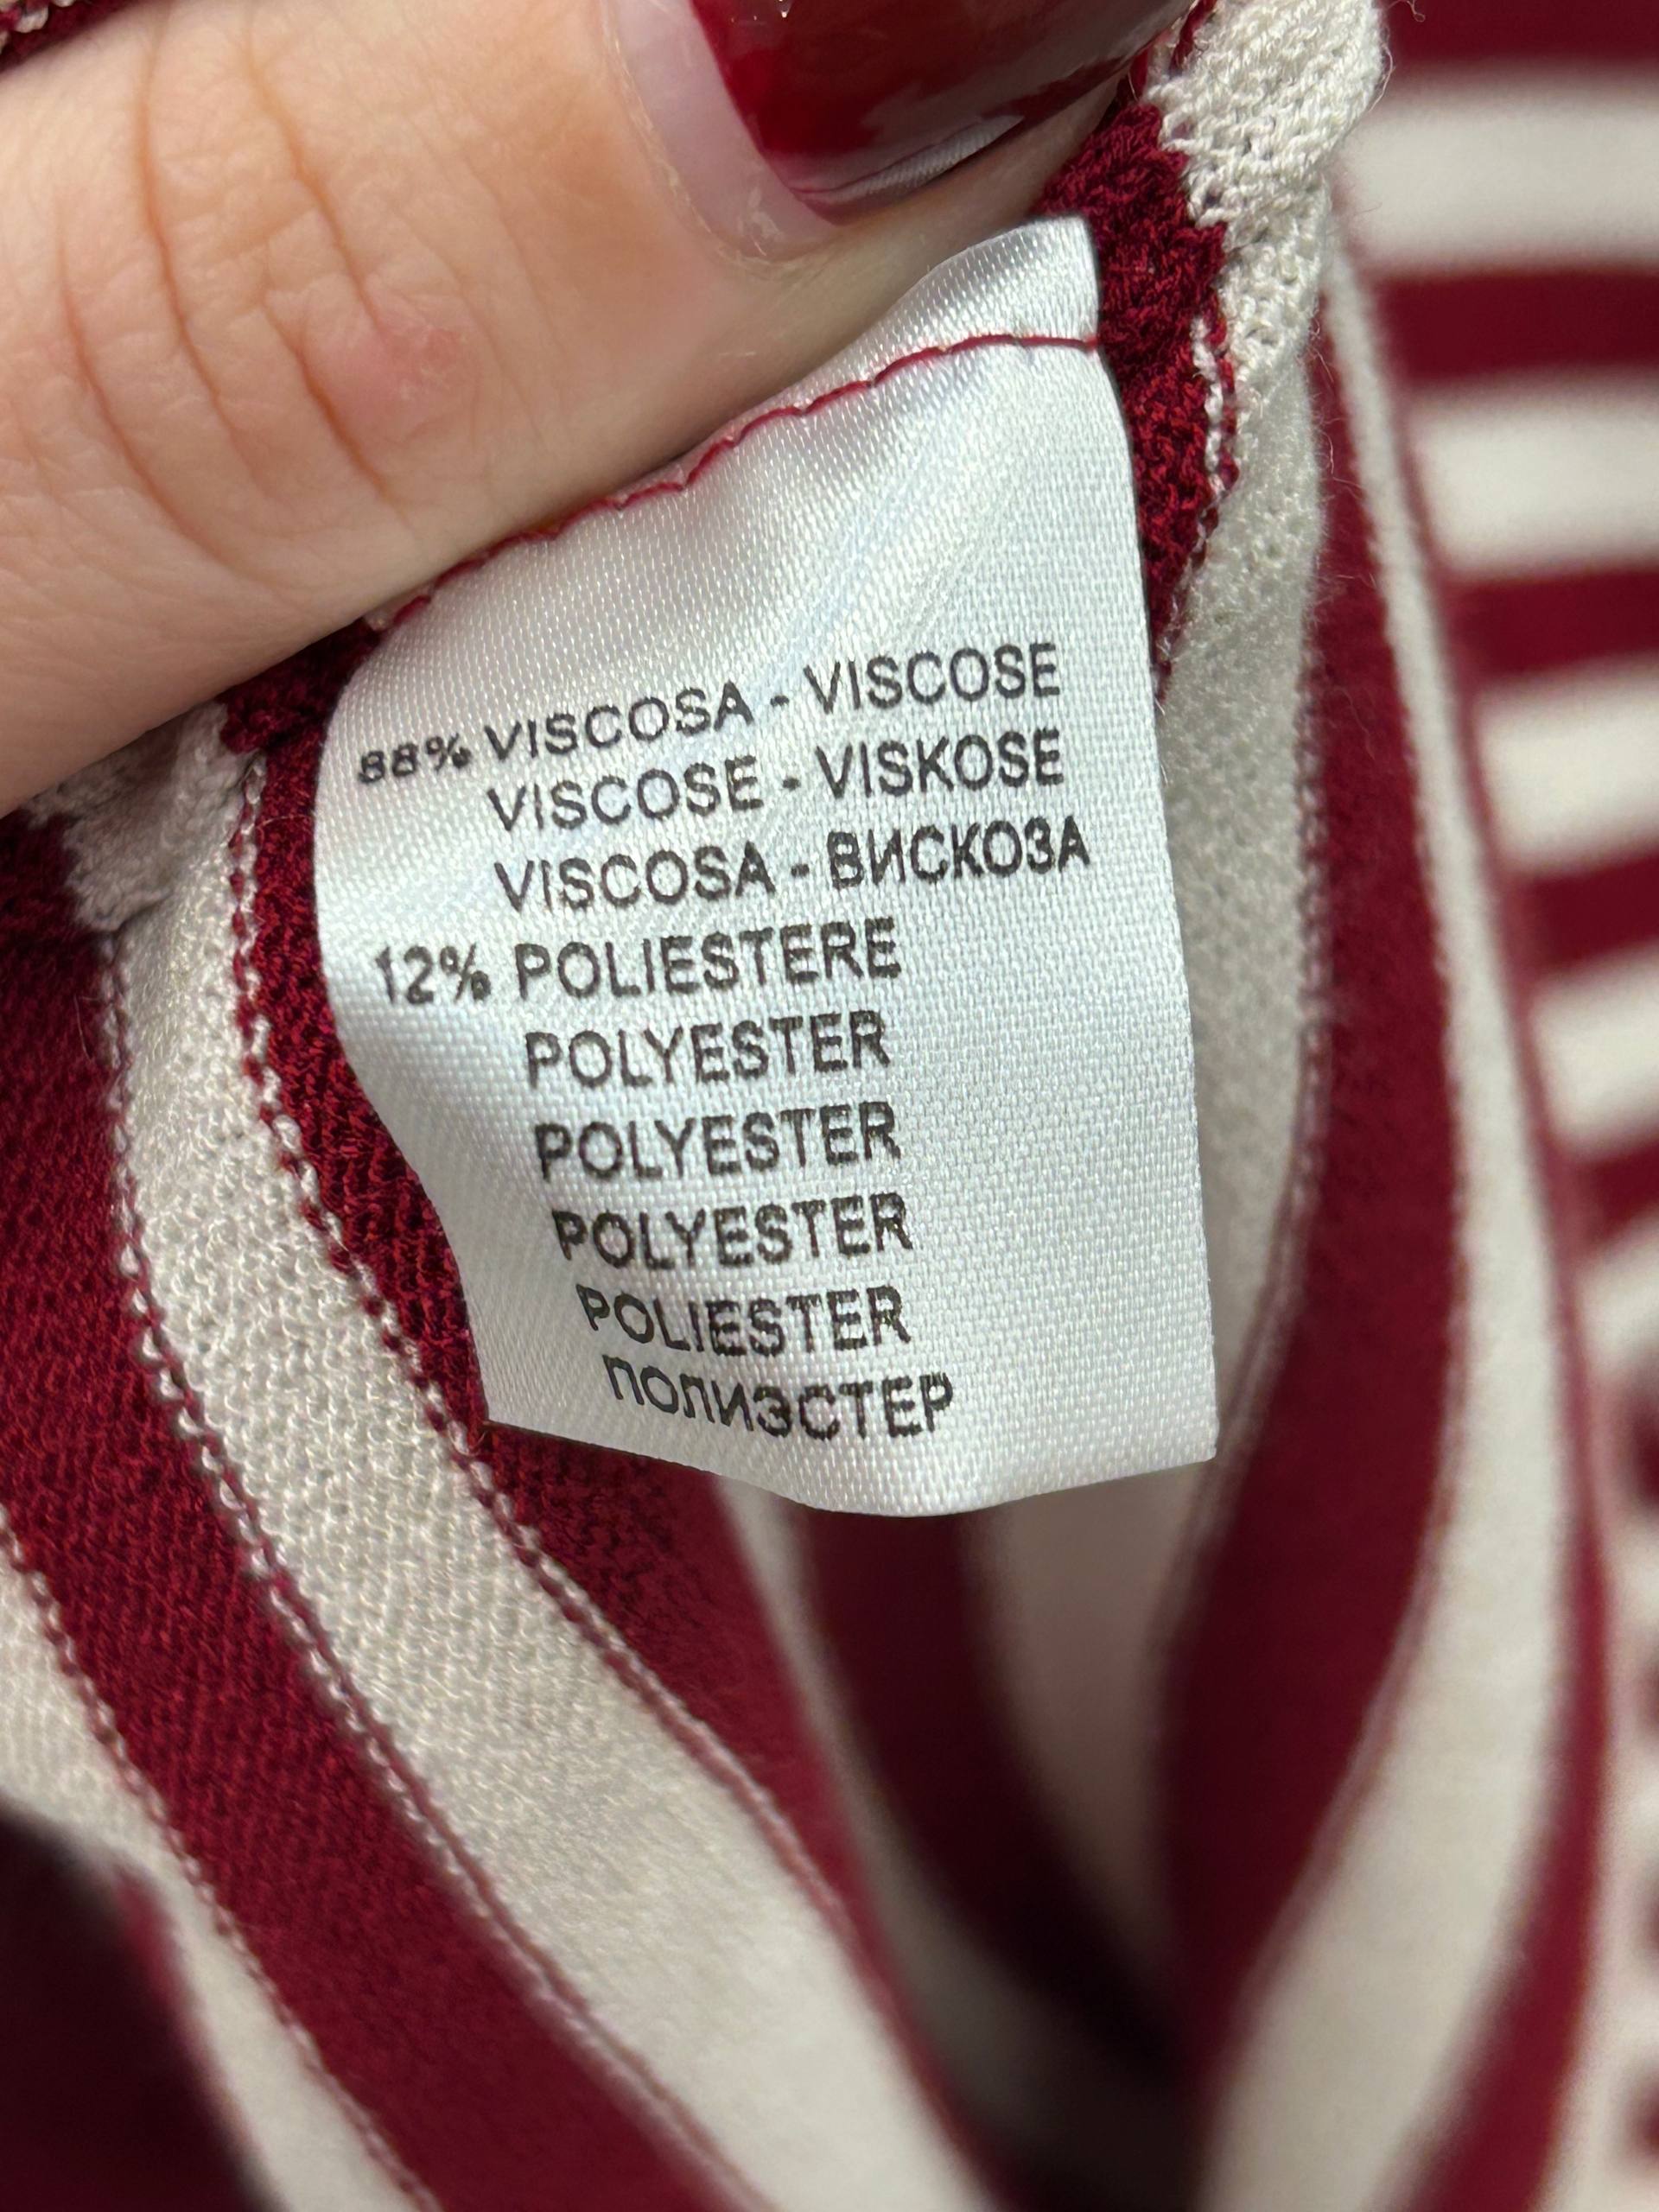 88% VISCOSA - VISCOSE
VISCOSE - VISKOSE
VISCOSA - ВИСКОЗА
12% POLIESTERE
POLYESTER
POLYESTER
POLYESTER
POLIESTER
ПОЛИЭСТЕР